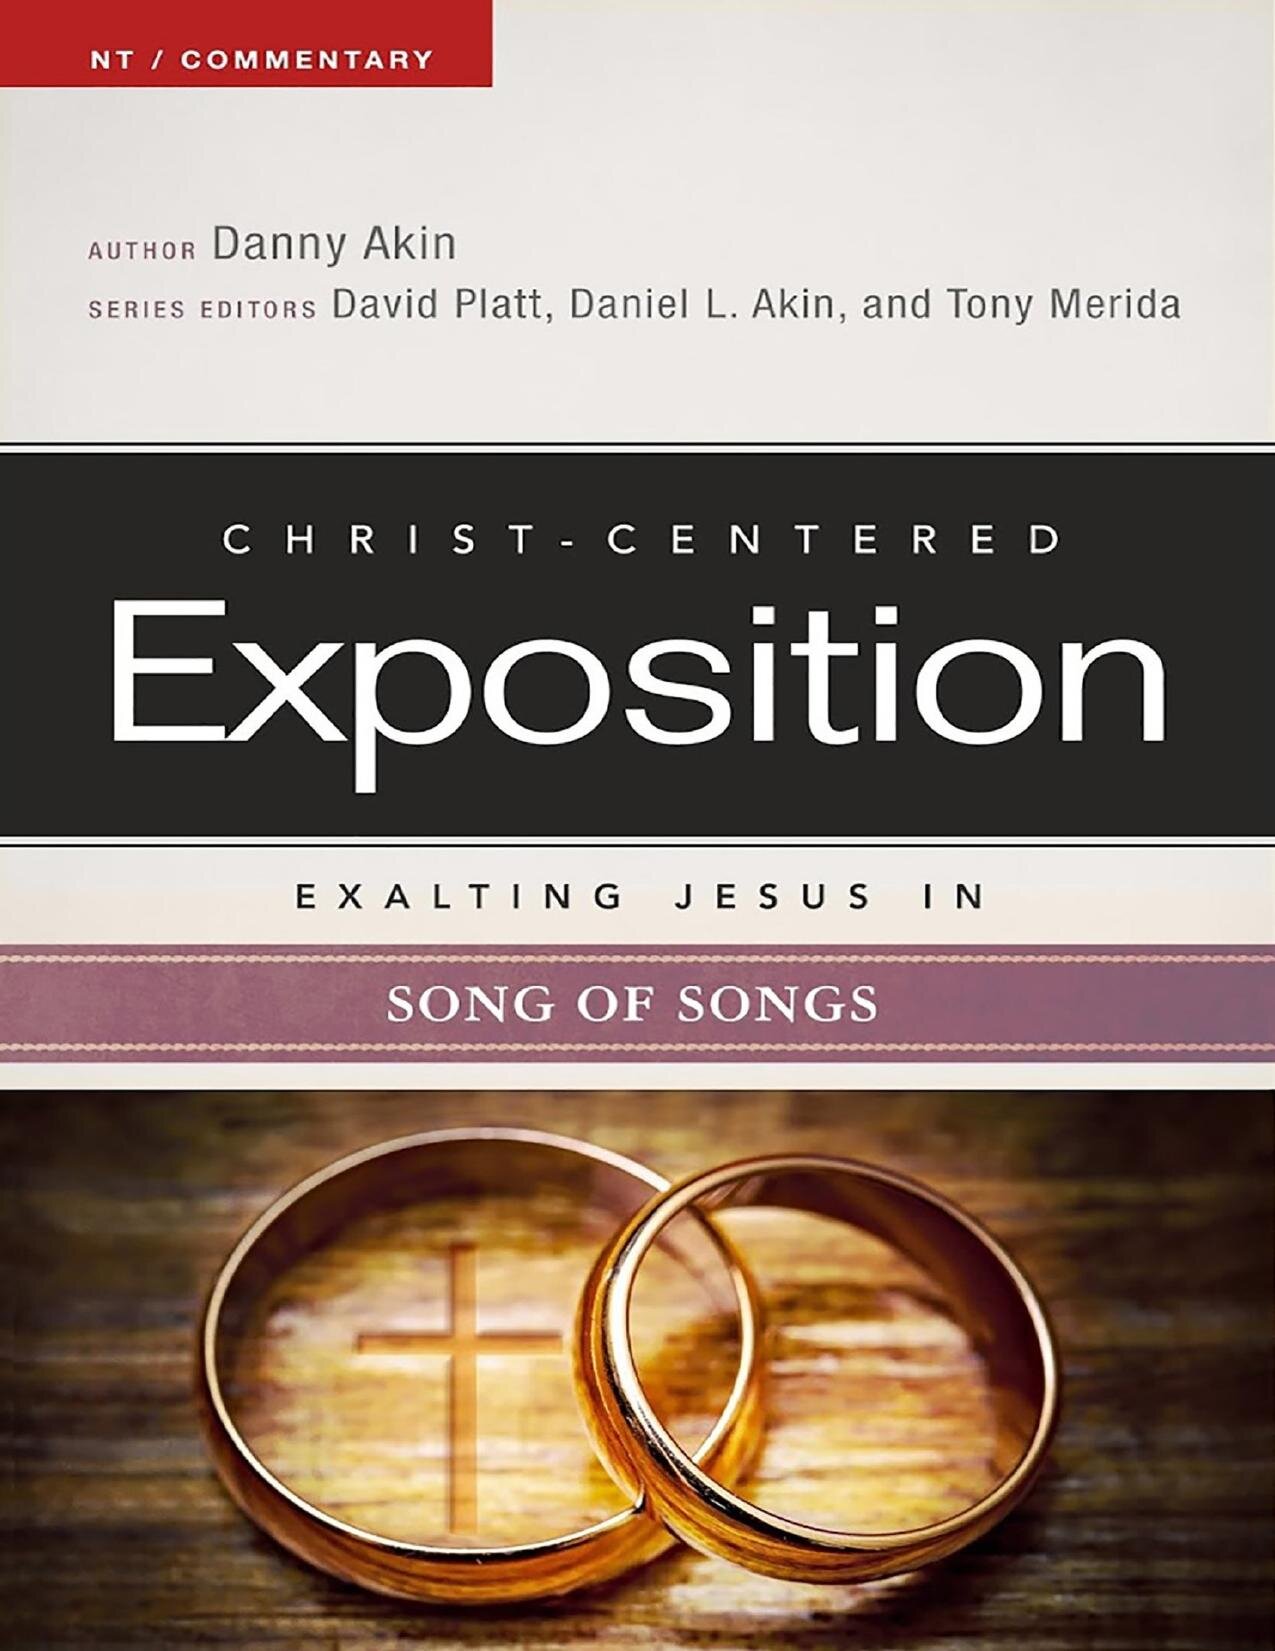 NT / COMMENTARY
AUTHOR Danny Akin
SERIES EDITORS David Platt, Daniel L. Akin, and Tony Merida
CHRIST-CENTERED
Exposition
EXALTING JESUS IN
SONG OF SONGS